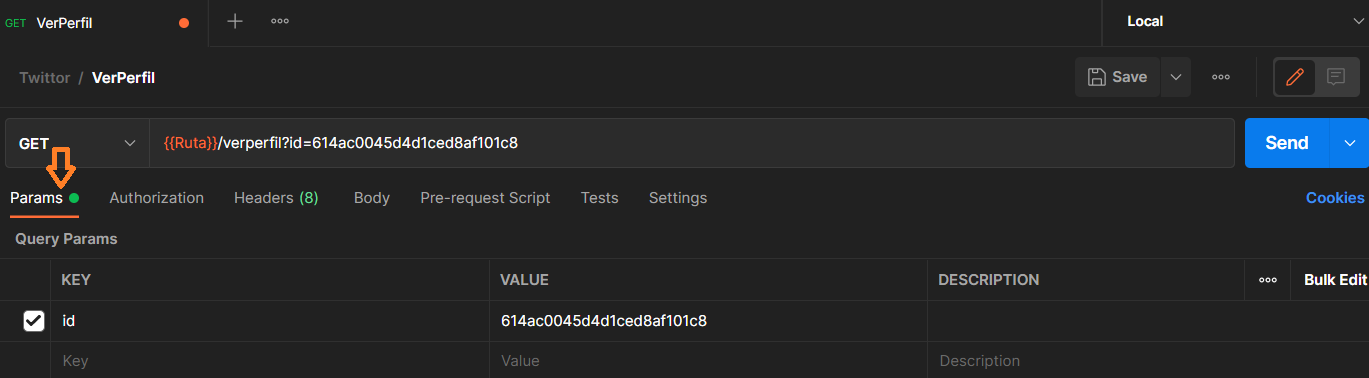 GET VerPerfil
Local
Twittor / VerPerfil
Save
GET {{Ruta}}/verperfil?id=614ac0045d4d1ced8af101c8 Send
Params Authorization Headers (8) Body Pre-request Script Tests Settings Cookies
Query Params
KEY VALUE DESCRIPTION Bulk Edit
id 614ac0045d4d1ced8af101c8
Key Value Description